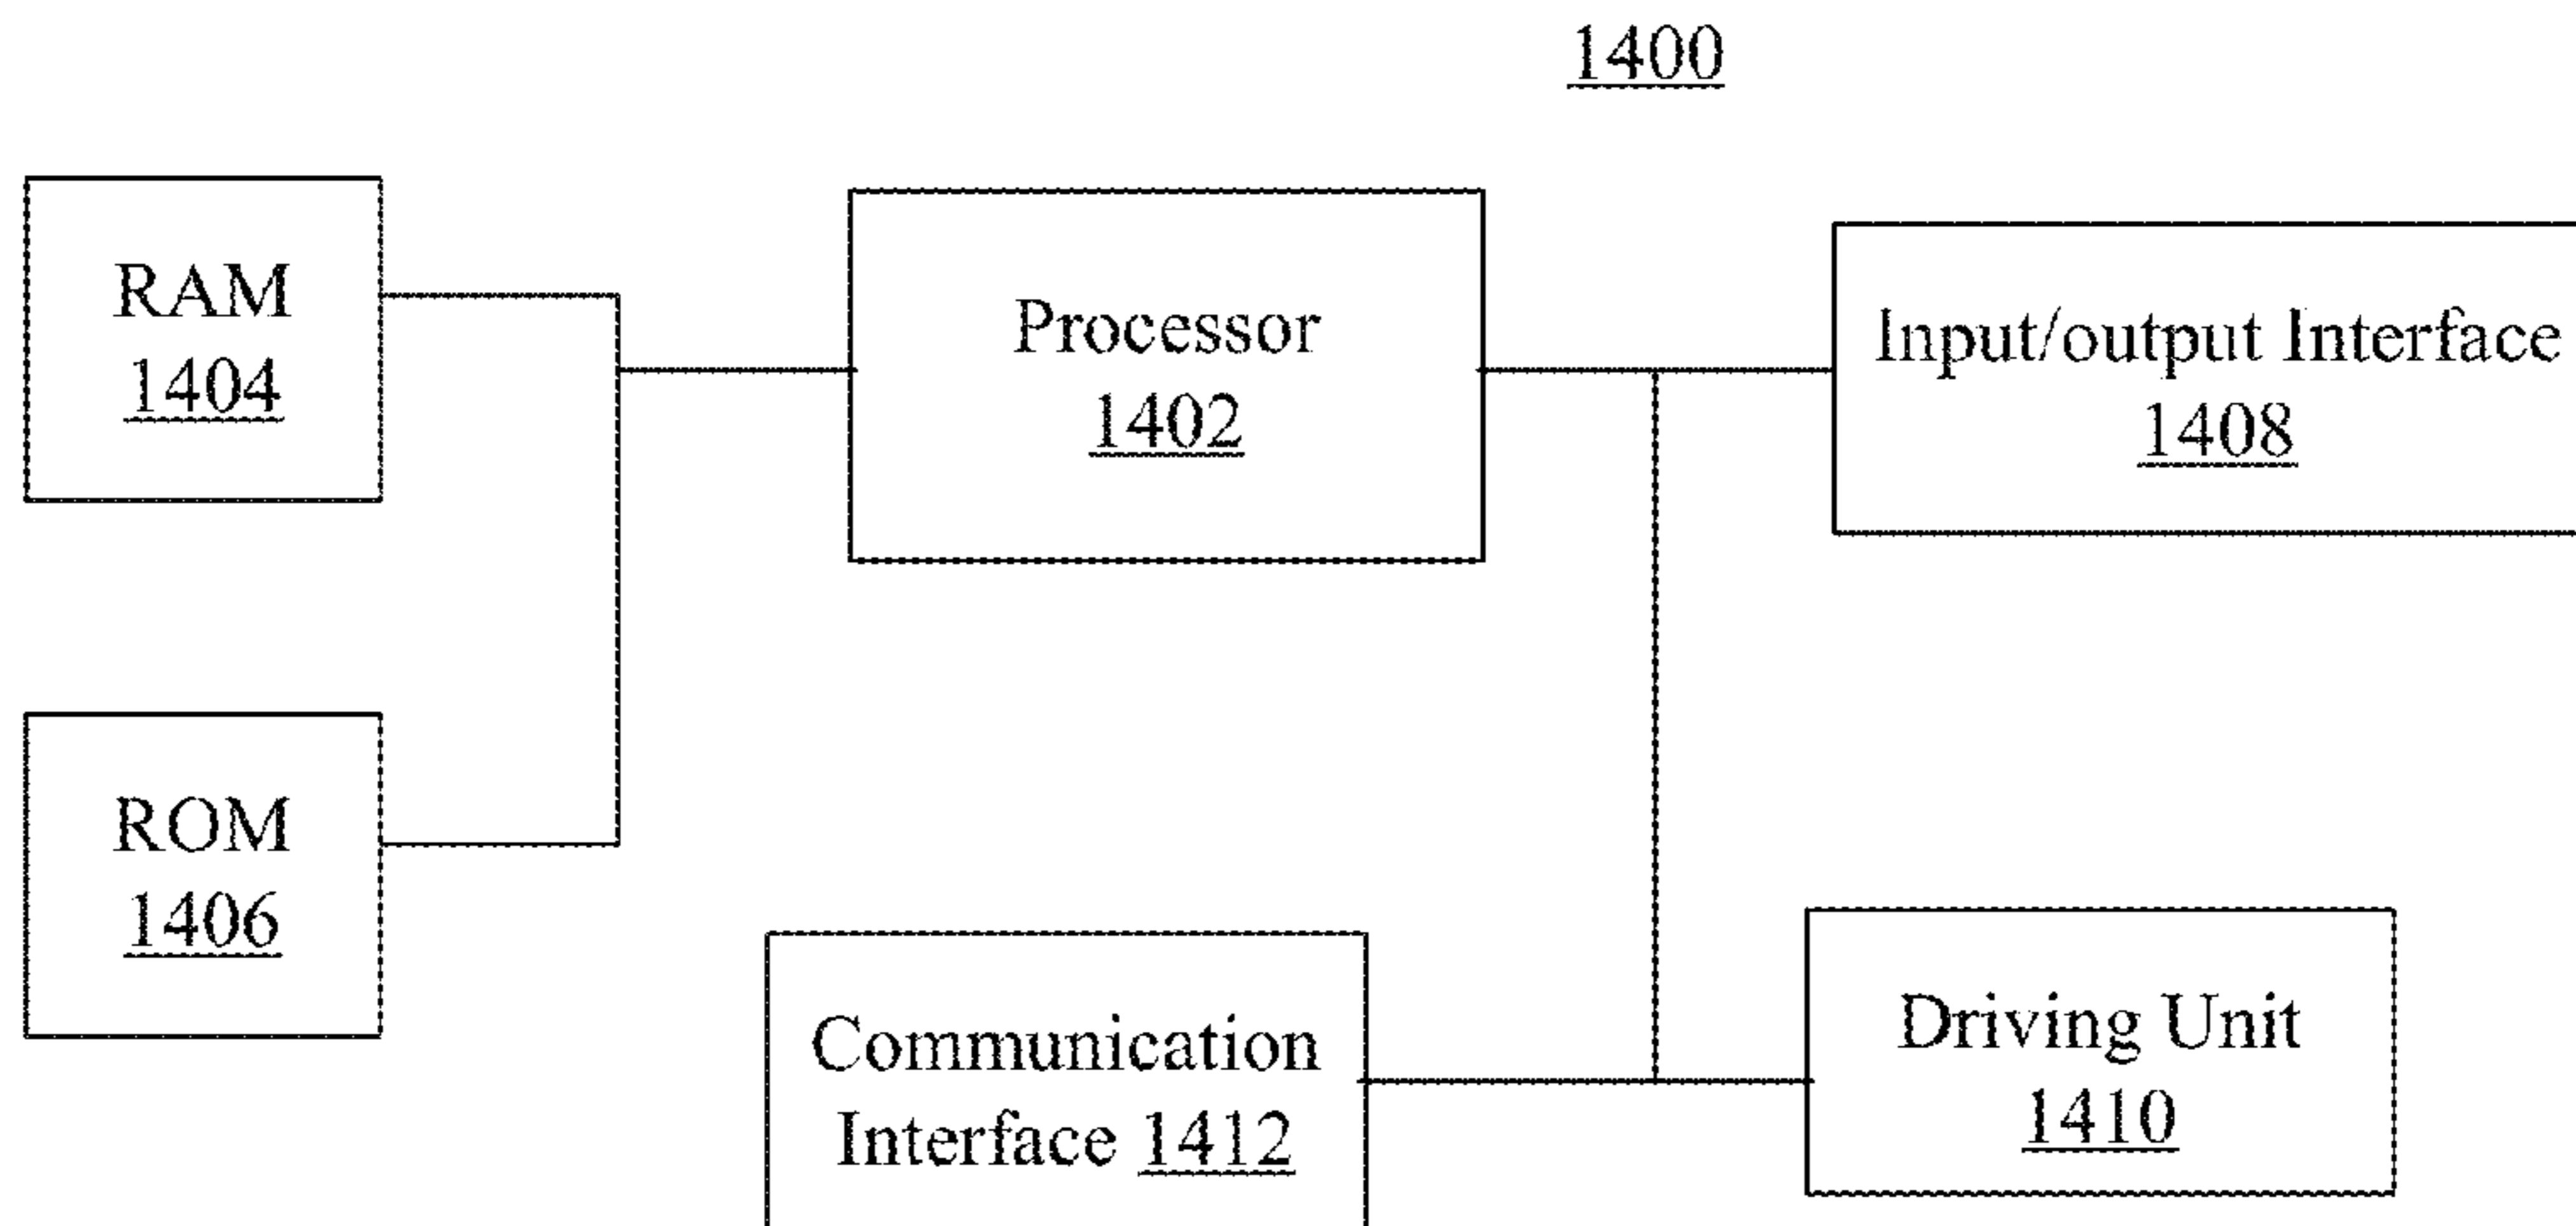 1400
RAM
1404
Processor
1402
Input/output Interface
1408
ROM
1406
Communication
Interface 1412
Driving Unit
1410